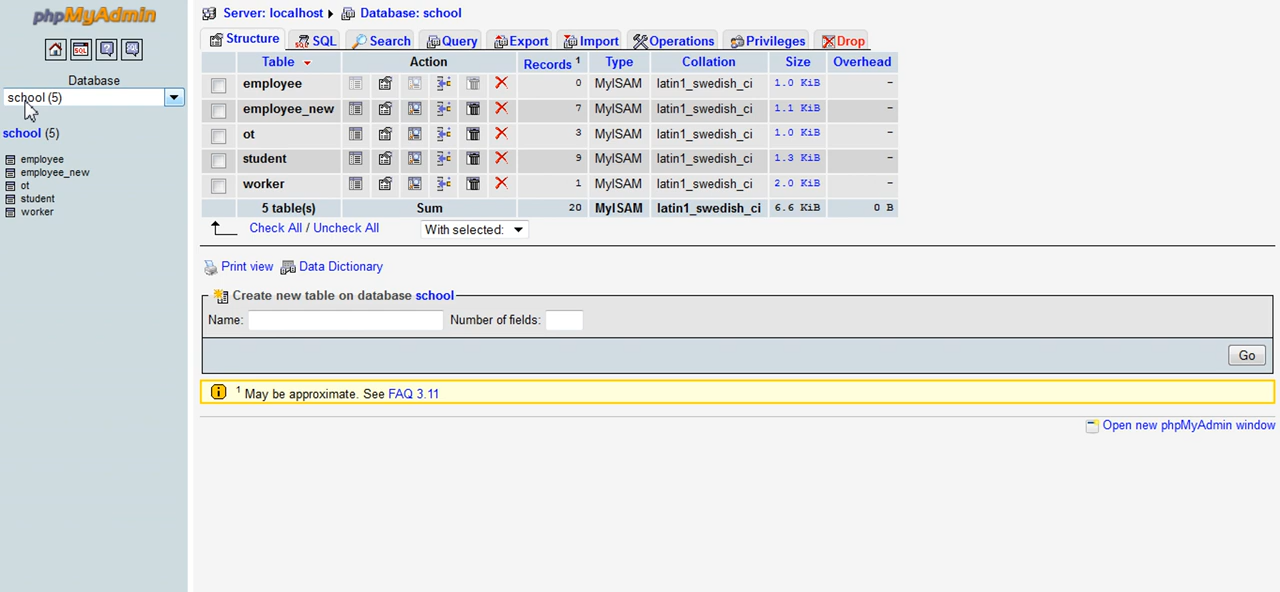 phpMyAdmin
SQL
SQL
Database
school (5)
school (5)
employee
employee_new
ot
student
worker
Server: localhost Database: school
Structure SQL Search Query Export Import Operations Privileges Drop
Table Action Records 1 Type Collation Size Overhead
employee 0 MyISAM latin1_swedish_ci 1.0 KiB -
employee_new 7 MyISAM latin1_swedish_ci 1.1 KiB -
ot 3 MyISAM latin1_swedish_ci 1.0 KiB -
student 9 MyISAM latin1_swedish_ci 1.3 KiB -
worker 1 MyISAM latin1_swedish_ci 2.0 KiB -
5 table(s) Sum 20 MyISAM latin1_swedish_ci 6.6 KiB 0 B
Check All / Uncheck All With selected:
Print view Data Dictionary
Create new table on database school
Name: Number of fields:
Go
1 May be approximate. See FAQ 3.11
Open new phpMyAdmin window